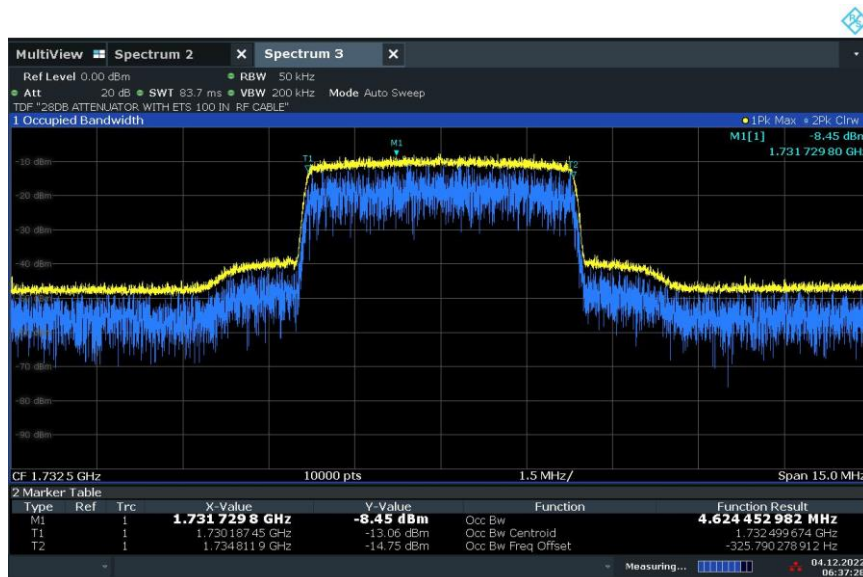 MultiView Spectrum 2 X Spectrum 3 X
Ref Level 0.00 dBm RBW 50 kHz
Att 20 dB SWT 83.7 ms VBW 200 kHz Mode Auto Sweep
TDF "28DB ATTENUATOR WITH ETS 100 IN RF CABLE"
1 Occupied Bandwidth 1Pk Max 2Pk Clrw
M1[1] -8.45 dBm
1.731 729 80 GHz
M1
T1
T2
-10 dBm
-20 dBm
-30 dBm
-40 dBm
-70 dBm
-80 dBm
-90 dBm
CF 1.732 5 GHz 10000 pts 1.5 MHz/ Span 15.0 MHz
2 Marker Table
Type Ref Trc X-Value Y-Value Function Function Result
M1 1 1.731 729 8 GHz -8.45 dBm Occ Bw 4.624 452 982 MHz
T1 1 1.730 187 45 GHz -13.06 dBm Occ Bw Centroid 1.732 499 674 GHz
T2 1 1.734 811 9 GHz -14.75 dBm Occ Bw Freq Offset -325.790 278 912 Hz
Measuring... 04.12.2022
06:37:28